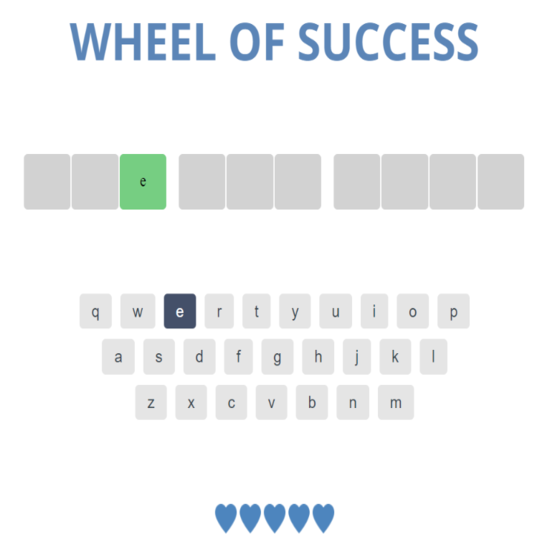 WHEEL OF SUCCESS
e
q w e r t y u i o p
a s d f g h j k l
z x c v b n m